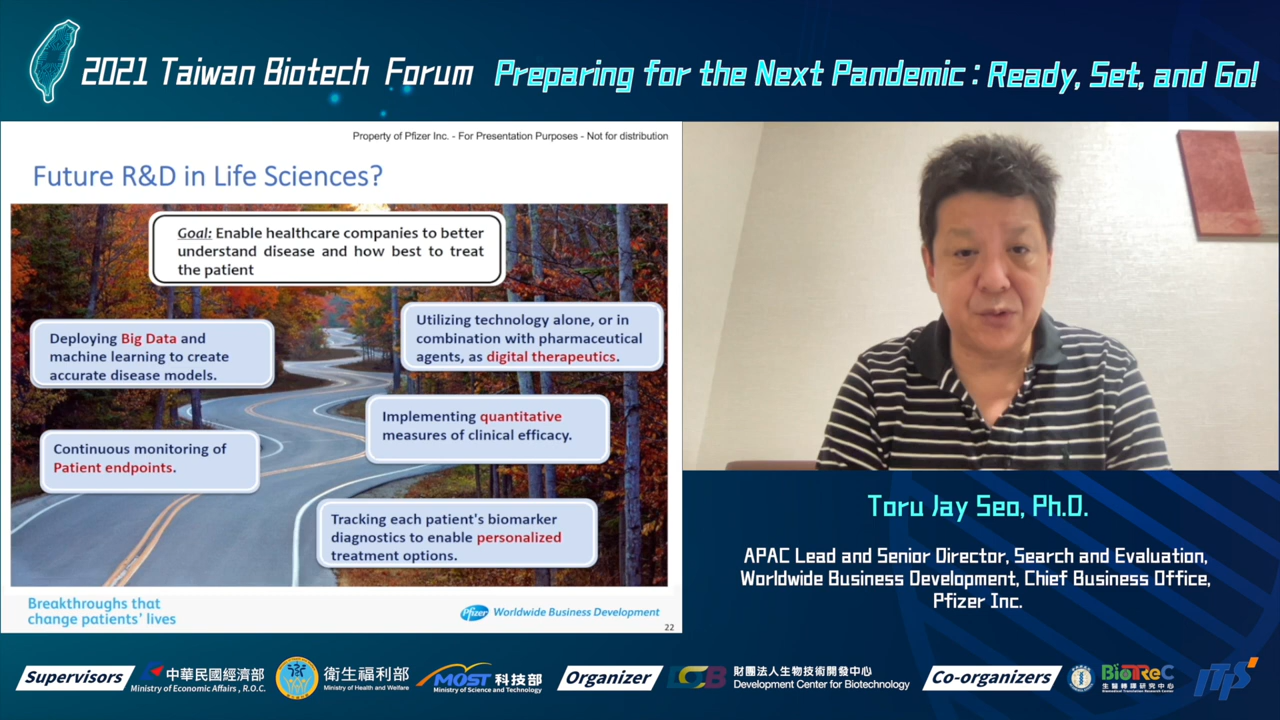 2021 Taiwan Biotech Forum Preparing for the Next Pandemic : Ready, Set, and Go!
Property of Pfizer Inc. - For Presentation Purposes - Not for distribution
Future R&D in Life Sciences?
Goal: Enable healthcare companies to better
understand disease and how best to treat
the patient
Deploying Big Data and
machine learning to create
accurate disease models.
Utilizing technology alone, or in
combination with pharmaceutical
agents, as digital therapeutics.
Implementing quantitative
measures of clinical efficacy.
Continuous monitoring of
Patient endpoints.
Tracking each patient's biomarker
diagnostics to enable personalized
treatment options.
Breakthroughs that
change patients' lives
Pfizer Worldwide Business Development
22
Toru Jay Seo, Ph.D.
APAC Lead and Senior Director, Search and Evaluation,
Worldwide Business Development, Chief Business Office,
Pfizer Inc.
Supervisors
中華民國經濟部
Ministry of Economic Affairs , R.O.C.
衛生福利部
Ministry of Health and Welfare
MOST 科技部
Ministry of Science and Technology
Organizer
DCB
財團法人生物技術開發中心
Development Center for Biotechnology
Co-organizers
BioTReC
生醫轉譯研究中心
Biomedical Translation Research Center
ITIS